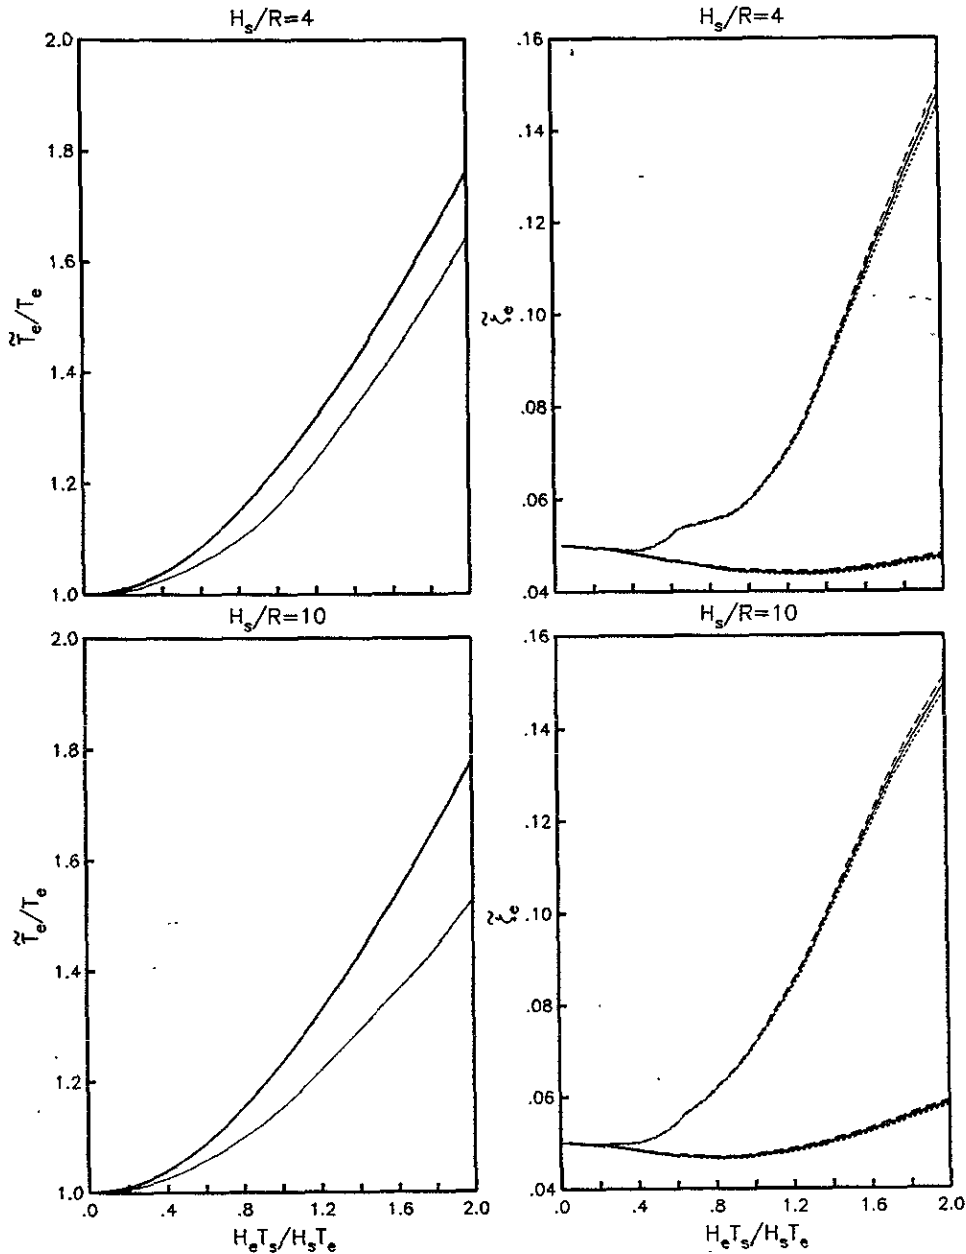 H_s/R=4
2.0
1.8
1.6
1.4
1.2
1.0
T̃_e/T_e
H_s/R=4
.16
.14
.12
.10
.08
.06
.04
ξ̃_e
H_s/R=10
2.0
1.8
1.6
1.4
1.2
1.0
T̃_e/T_e
.0 .4 .8 1.2 1.6 2.0
H_eT_s/H_sT_e
H_s/R=10
.16
.14
.12
.10
.08
.06
.04
ξ̃_e
.0 .4 .8 1.2 1.6 2.0
H_eT_s/H_sT_e